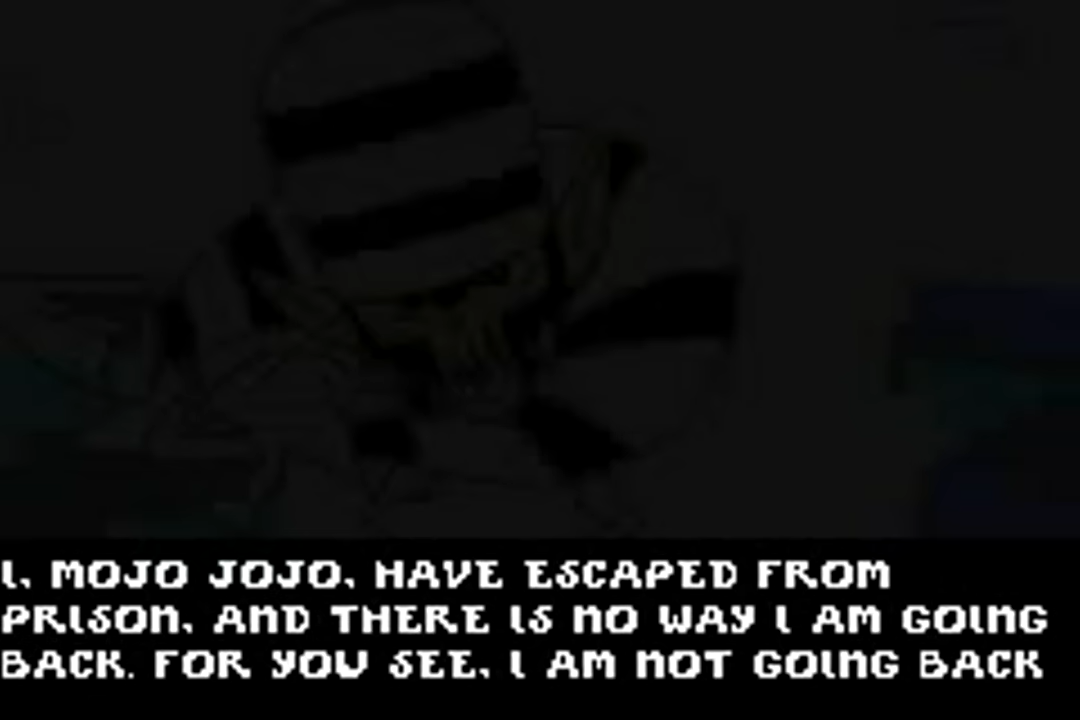 I, MOJO JOJO, HAVE ESCAPED FROM
PRISON, AND THERE IS NO WAY I AM GOING
BACK. FOR YOU SEE, I AM NOT GOING BACK